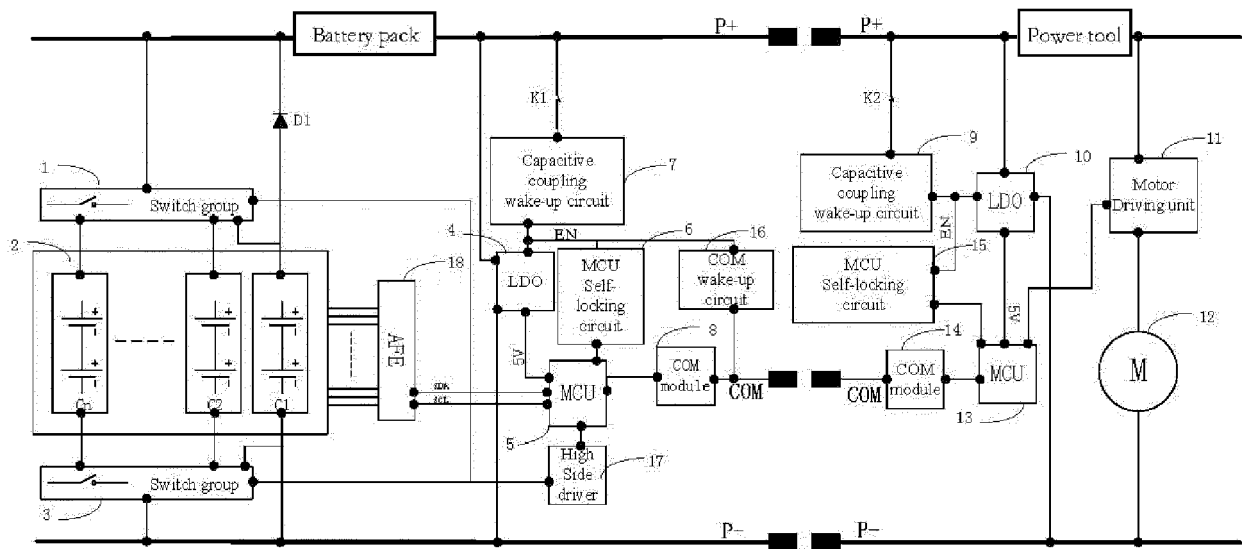 Battery pack
P+
P+
Power tool
K1
K2
D1
9
10
11
1
Capacitive
coupling
wake-up circuit
7
Capacitive
coupling
wake-up circuit
LDO
Motor
Driving unit
Switch group
EN
EN
2
4
6
16
15
18
LDO
MCU
Self-
locking
circuit
COM
wake-up
circuit
MCU
Self-locking
circuit
AFE
5V
5V
8
14
12
Cn
C2
C1
SDA
SCL
MCU
COM
module
COM
COM
COM
module
MCU
M
5
13
Switch group
High
Side
driver
17
3
P-
P-